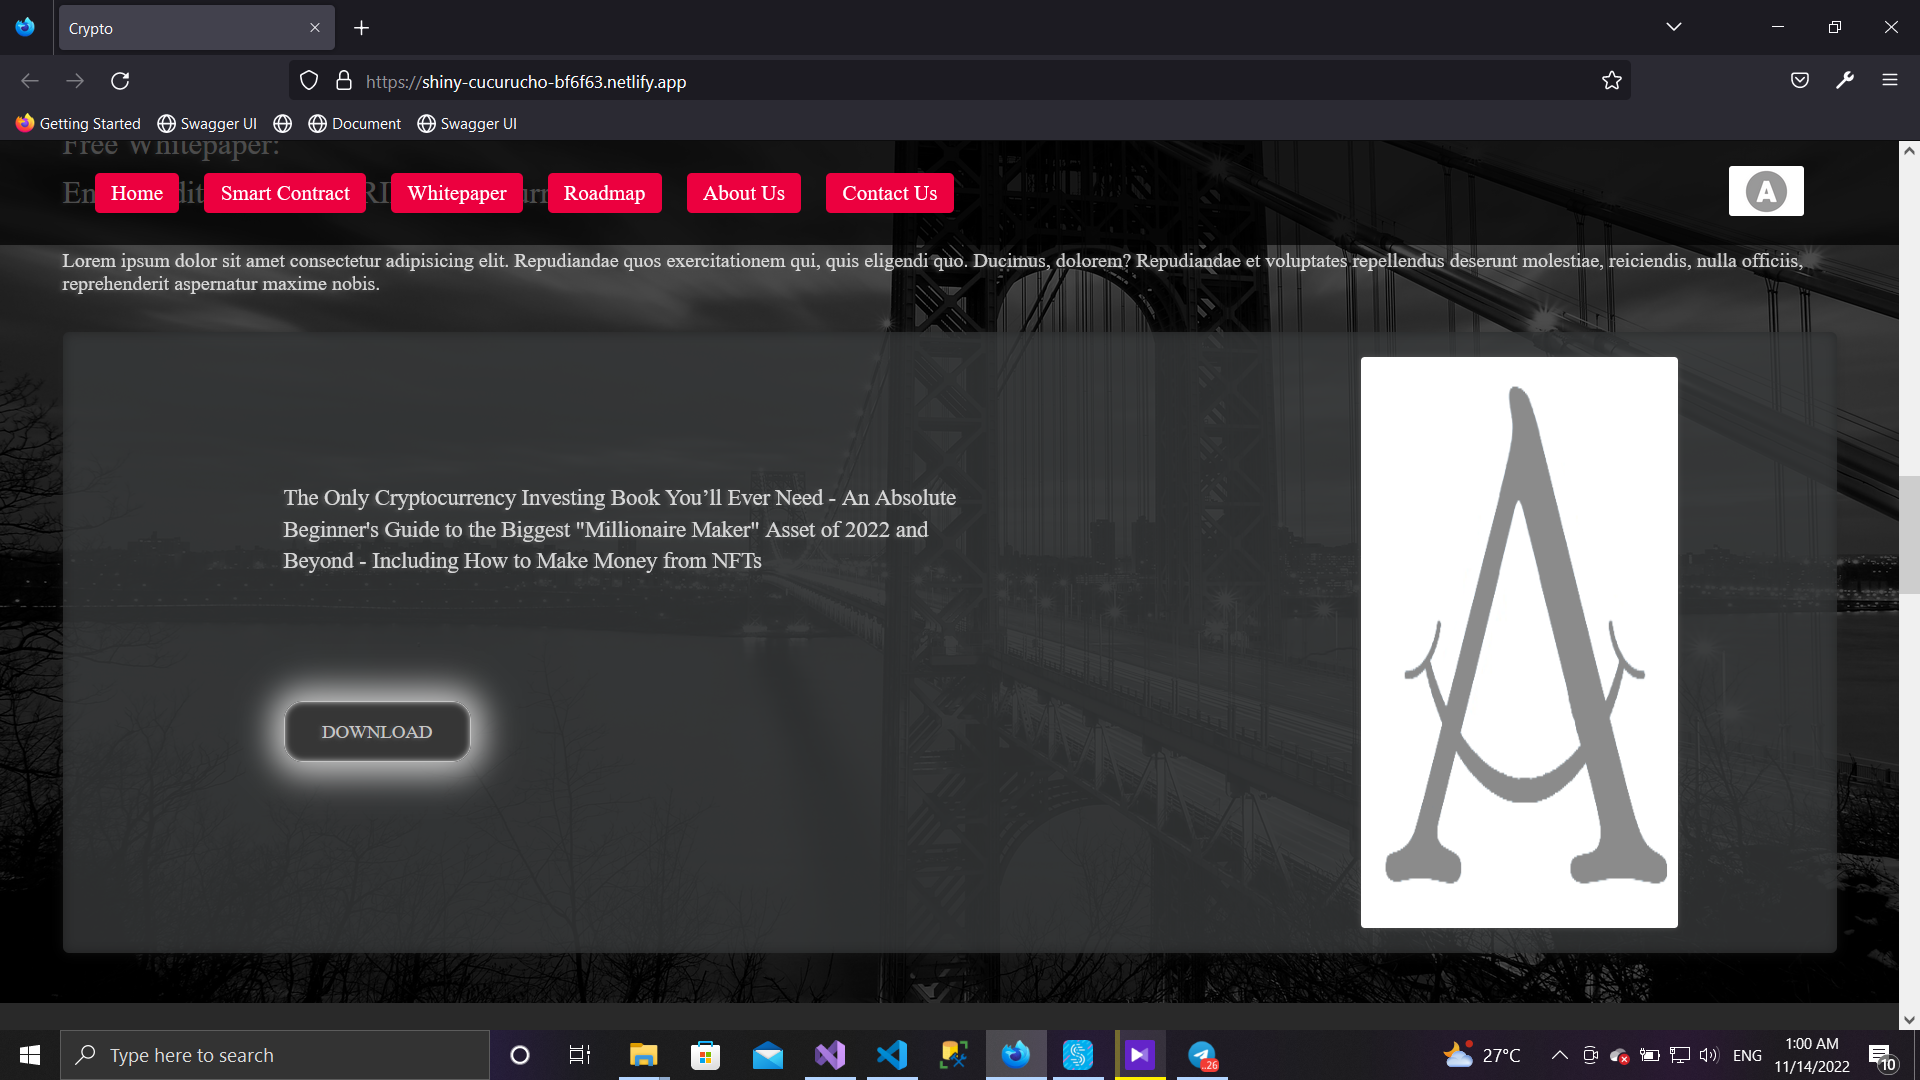 Crypto
https://shiny-cucurucho-bf6f63.netlify.app
Getting Started
Swagger UI
Document
Swagger UI
Free Whitepaper:
Home
Smart Contract
Whitepaper
Roadmap
About Us
Contact Us
A
Lorem ipsum dolor sit amet consectetur adipisicing elit. Repudiandae quos exercitationem qui, quis eligendi quo. Ducimus, dolorem? Repudiandae et voluptates repellendus deserunt molestiae, reiciendis, nulla officiis,
reprehenderit aspernatur maxime nobis.
The Only Cryptocurrency Investing Book You’ll Ever Need - An Absolute
Beginner's Guide to the Biggest "Millionaire Maker" Asset of 2022 and
Beyond - Including How to Make Money from NFTs
A
DOWNLOAD
Type here to search
..26
27°C
ENG
1:00 AM
11/14/2022
10